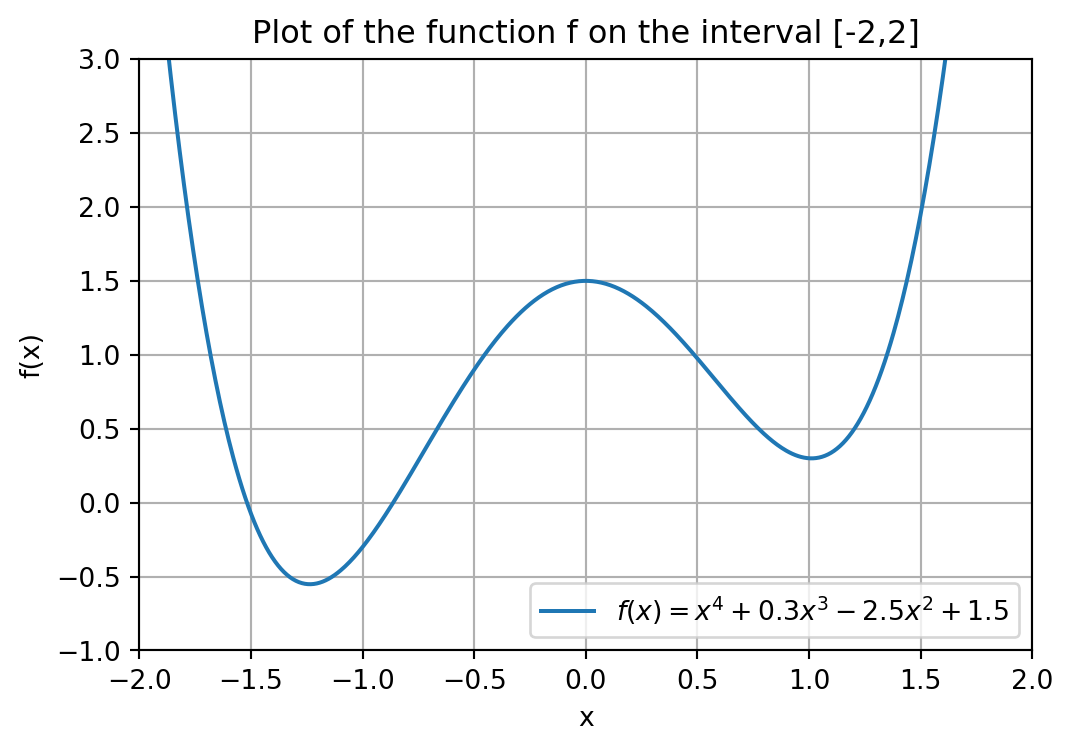 Plot of the function f on the interval [-2,2]
3.0
2.5
2.0
1.5
1.0
0.5
0.0
−0.5
−1.0
f(x)
f(x) = x⁴ + 0.3x³ − 2.5x² + 1.5
−2.0 −1.5 −1.0 −0.5 0.0 0.5 1.0 1.5 2.0
x